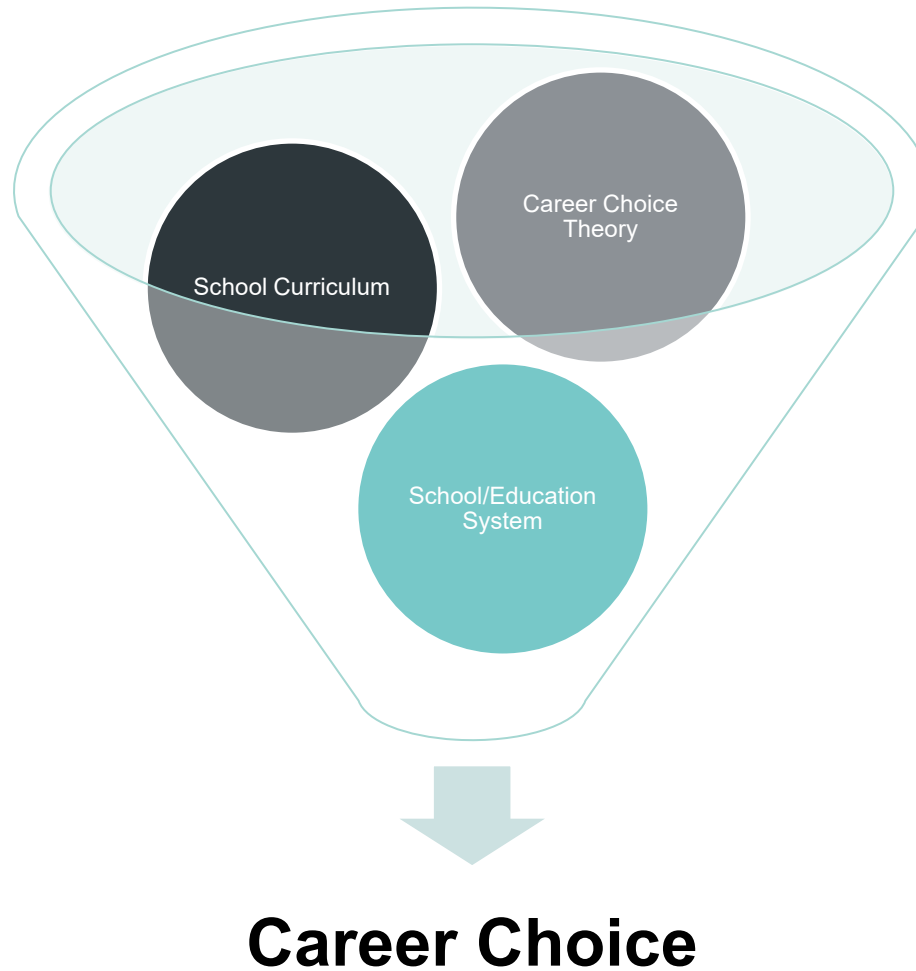 Career Choice
Theory
School Curriculum
School/Education
System
Career Choice